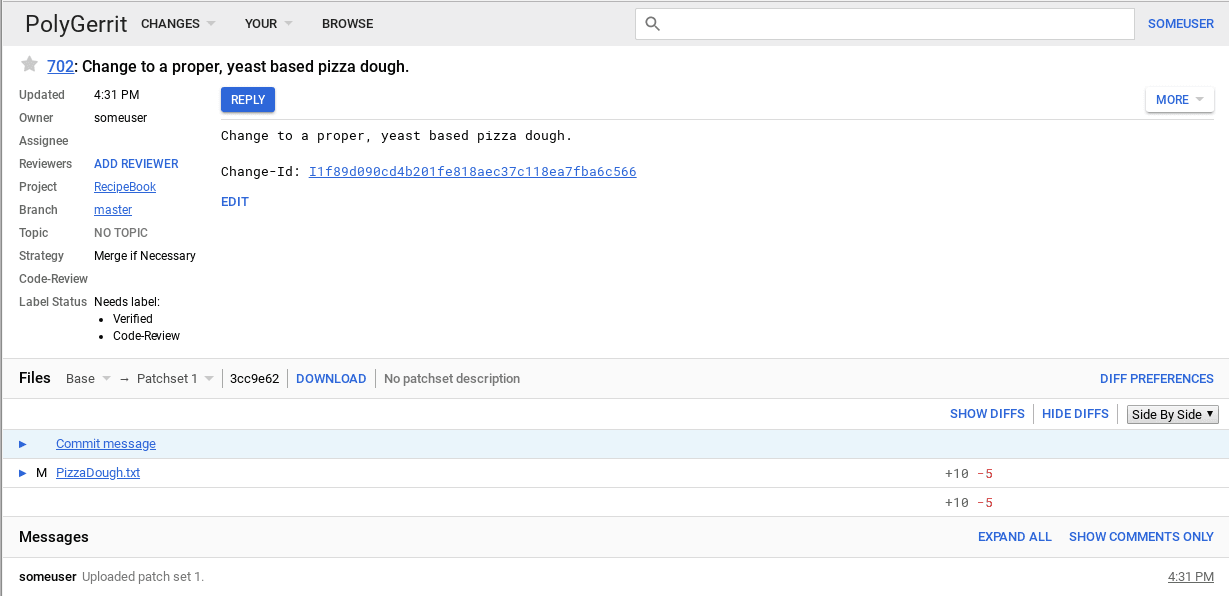 PolyGerrit CHANGES YOUR BROWSE SOMEUSER
702: Change to a proper, yeast based pizza dough.
Updated 4:31 PM REPLY MORE
Owner someuser
Change to a proper, yeast based pizza dough.
Assignee
Reviewers ADD REVIEWER
Change-Id: I1f89d090cd4b201fe818aec37c118ea7fba6c566
Project RecipeBook
Branch master EDIT
Topic NO TOPIC
Strategy Merge if Necessary
Code-Review
Label Status Needs label:
• Verified
• Code-Review
Files Base → Patchset 1 3cc9e62 DOWNLOAD No patchset description DIFF PREFERENCES
SHOW DIFFS HIDE DIFFS Side By Side
Commit message
M PizzaDough.txt +10 -5
+10 -5
Messages EXPAND ALL SHOW COMMENTS ONLY
someuser Uploaded patch set 1. 4:31 PM